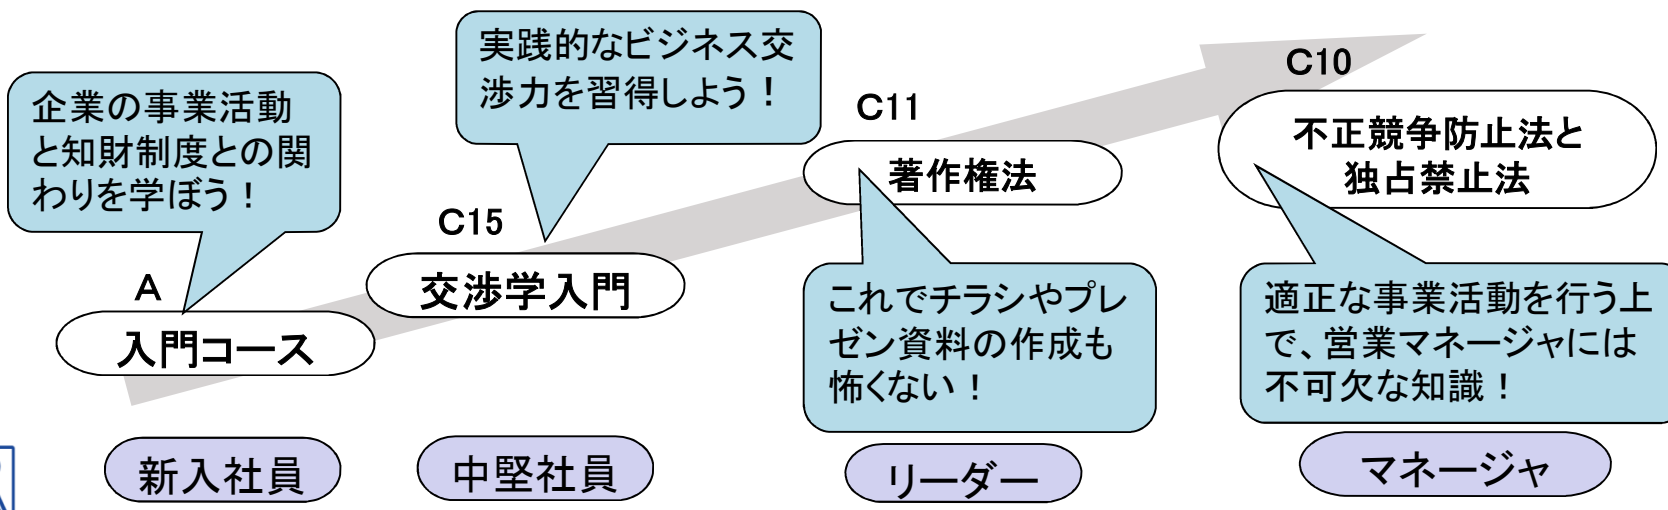 企業の事業活動
と知財制度との関
わりを学ぼう！
A
入門コース
新入社員
実践的なビジネス交
渉力を習得しよう！
C15
交渉学入門
中堅社員
C11
著作権法
これでチラシやプレ
ゼン資料の作成も
怖くない！
リーダー
C10
不正競争防止法と
独占禁止法
適正な事業活動を行う上
で、営業マネージャには
不可欠な知識！
マネージャ